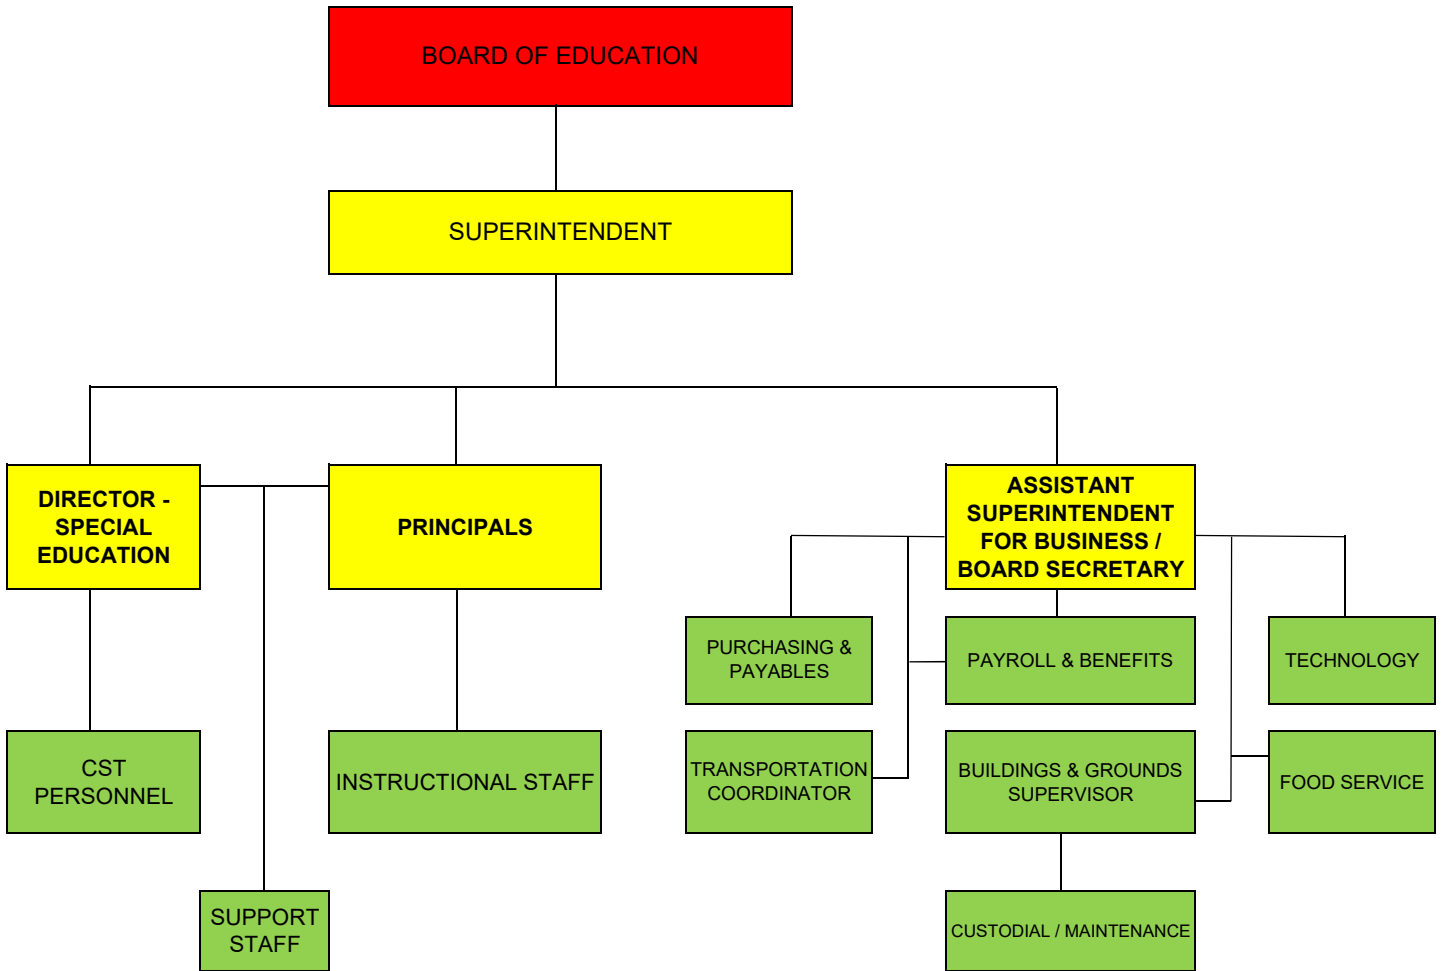 BOARD OF EDUCATION
SUPERINTENDENT
DIRECTOR -
SPECIAL
EDUCATION
PRINCIPALS
ASSISTANT
SUPERINTENDENT
FOR BUSINESS /
BOARD SECRETARY
PURCHASING &
PAYABLES
PAYROLL & BENEFITS
TECHNOLOGY
CST
PERSONNEL
INSTRUCTIONAL STAFF
TRANSPORTATION
COORDINATOR
BUILDINGS & GROUNDS
SUPERVISOR
FOOD SERVICE
SUPPORT
STAFF
CUSTODIAL / MAINTENANCE